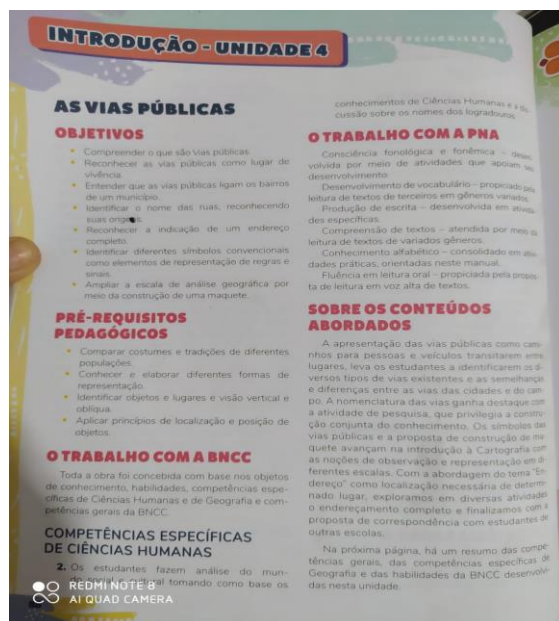 INTRODUÇÃO - UNIDADE 4
AS VIAS PÚBLICAS
OBJETIVOS
Compreender o que são vias públicas.
Reconhecer as vias públicas como lugar de
vivência.
Entender que as vias públicas ligam os bairros
de um município.
Identificar o nome das ruas, reconhecendo
suas origens.
Reconhecer a indicação de um endereço
completo.
Identificar diferentes símbolos convencionais
como elementos de representação de regras e
sinais.
Ampliar a escala de análise geográfica por
meio da construção de uma maquete.
PRÉ-REQUISITOS
PEDAGÓGICOS
Comparar costumes e tradições de diferentes
populações.
Conhecer e elaborar diferentes formas de
representação.
Identificar objetos e lugares e visão vertical e
oblíqua.
Aplicar princípios de localização e posição de
objetos.
O TRABALHO COM A BNCC
Toda a obra foi concebida com base nos objetos
de conhecimento, habilidades, competências espe-
cíficas de Ciências Humanas e de Geografia e com-
petências gerais da BNCC.
COMPETÊNCIAS ESPECÍFICAS
DE CIÊNCIAS HUMANAS
2. Os estudantes fazem análise do mun-
tomando como base os
conhecimentos de Ciências Humanas e a dis-
cussão sobre os nomes dos logradouros.
O TRABALHO COM A PNA
Consciência fonológica e fonêmica – desen-
volvida por meio de atividades que apoiam seu
desenvolvimento.
Desenvolvimento de vocabulário – propiciado pela
leitura de textos de terceiros em gêneros variados.
Produção de escrita – desenvolvida em ativida-
des específicas.
Compreensão de textos – atendida por meio da
leitura de textos de variados gêneros.
Conhecimento alfabético – consolidado em ativi-
dades práticas, orientadas neste manual.
Fluência em leitura oral – propiciada pela propos-
ta de leitura em voz alta de textos.
SOBRE OS CONTEÚDOS
ABORDADOS
A apresentação das vias públicas como cami-
nhos para pessoas e veículos transitarem entre
lugares, leva os estudantes a identificarem os di-
versos tipos de vias existentes e as semelhanças
e diferenças entre as vias das cidades e do cam-
po. A nomenclatura das vias ganha destaque com
a atividade de pesquisa, que privilegia a constru-
ção conjunta do conhecimento. Os símbolos das
vias públicas e a proposta de construção de ma-
quete avançam na introdução à Cartografia com
as noções de observação e representação em di-
ferentes escalas. Com a abordagem do tema "En-
dereço" como localização necessária de determi-
nado lugar, exploramos em diversas atividades
o endereçamento completo e finalizamos com a
proposta de correspondência com estudantes de
outras escolas.
Na próxima página, há um resumo das compe-
tências gerais, das competências específicas de
Geografia e das habilidades da BNCC desenvolvi-
das nesta unidade.
REDMI NOTE 8
AI QUAD CAMERA